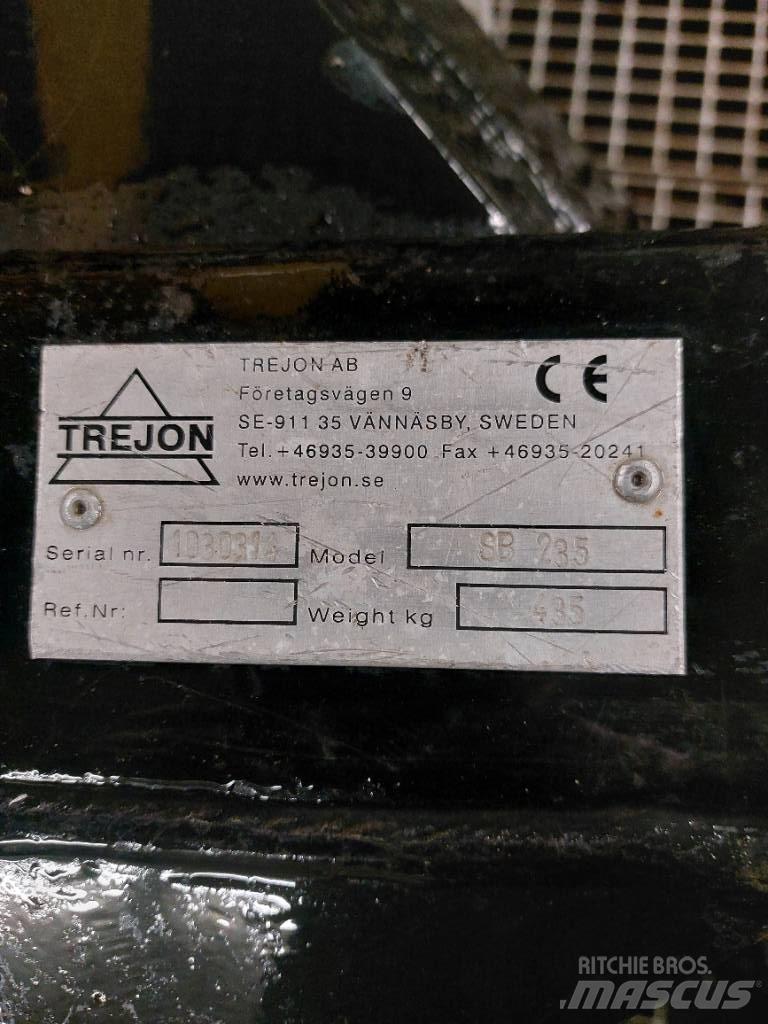 TREJON AB
Företagsvägen 9
SE-911 35 VÄNNÄSBY, SWEDEN
Tel.+46935-39900 Fax +46935-20241
www.trejon.se
CE
TREJON
Serial nr. Model SB 235
Ref.Nr: Weight kg 435
RITCHIE BROS.
MASCUS